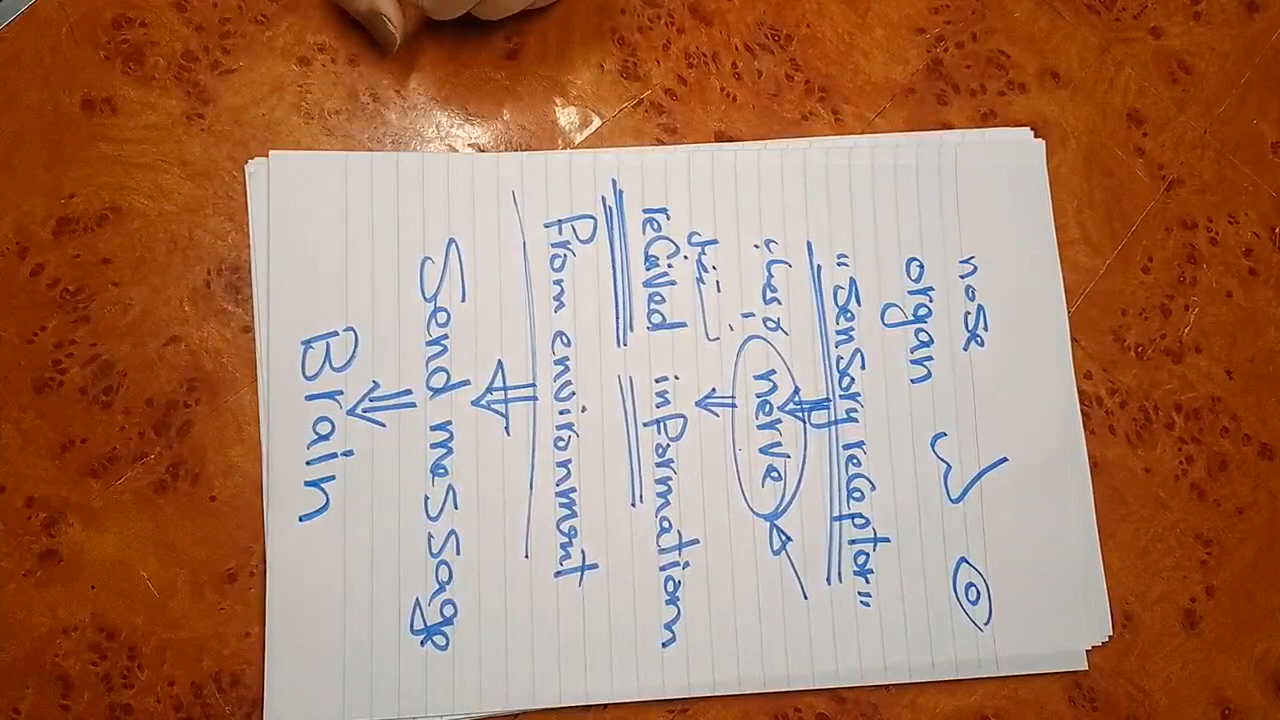 nose
organ
"Sensory receptor"
nerve
recived information
from environment
Send message
Brain